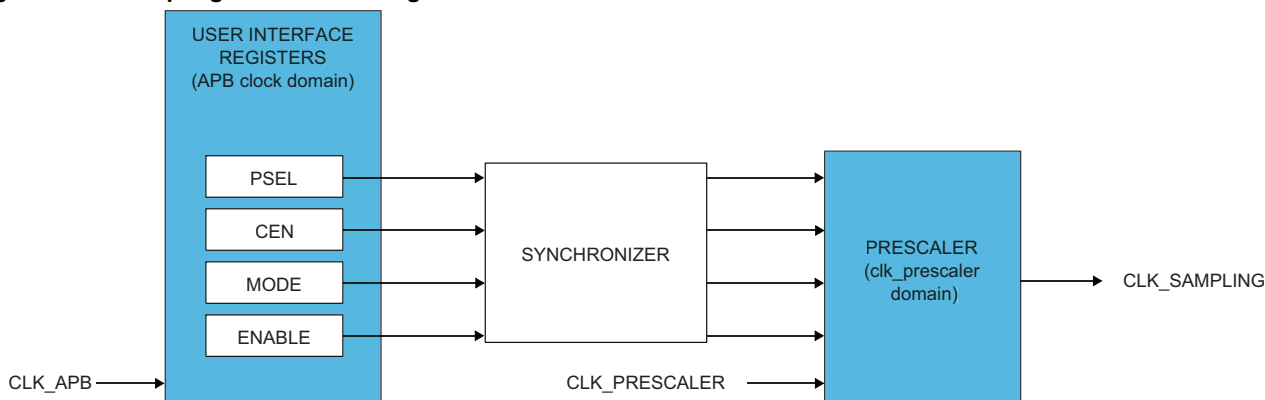 USER INTERFACE
REGISTERS
(APB clock domain)
PSEL
CEN
MODE
ENABLE
SYNCHRONIZER
PRESCALER
(clk_prescaler
domain)
CLK_SAMPLING
CLK_APB
CLK_PRESCALER